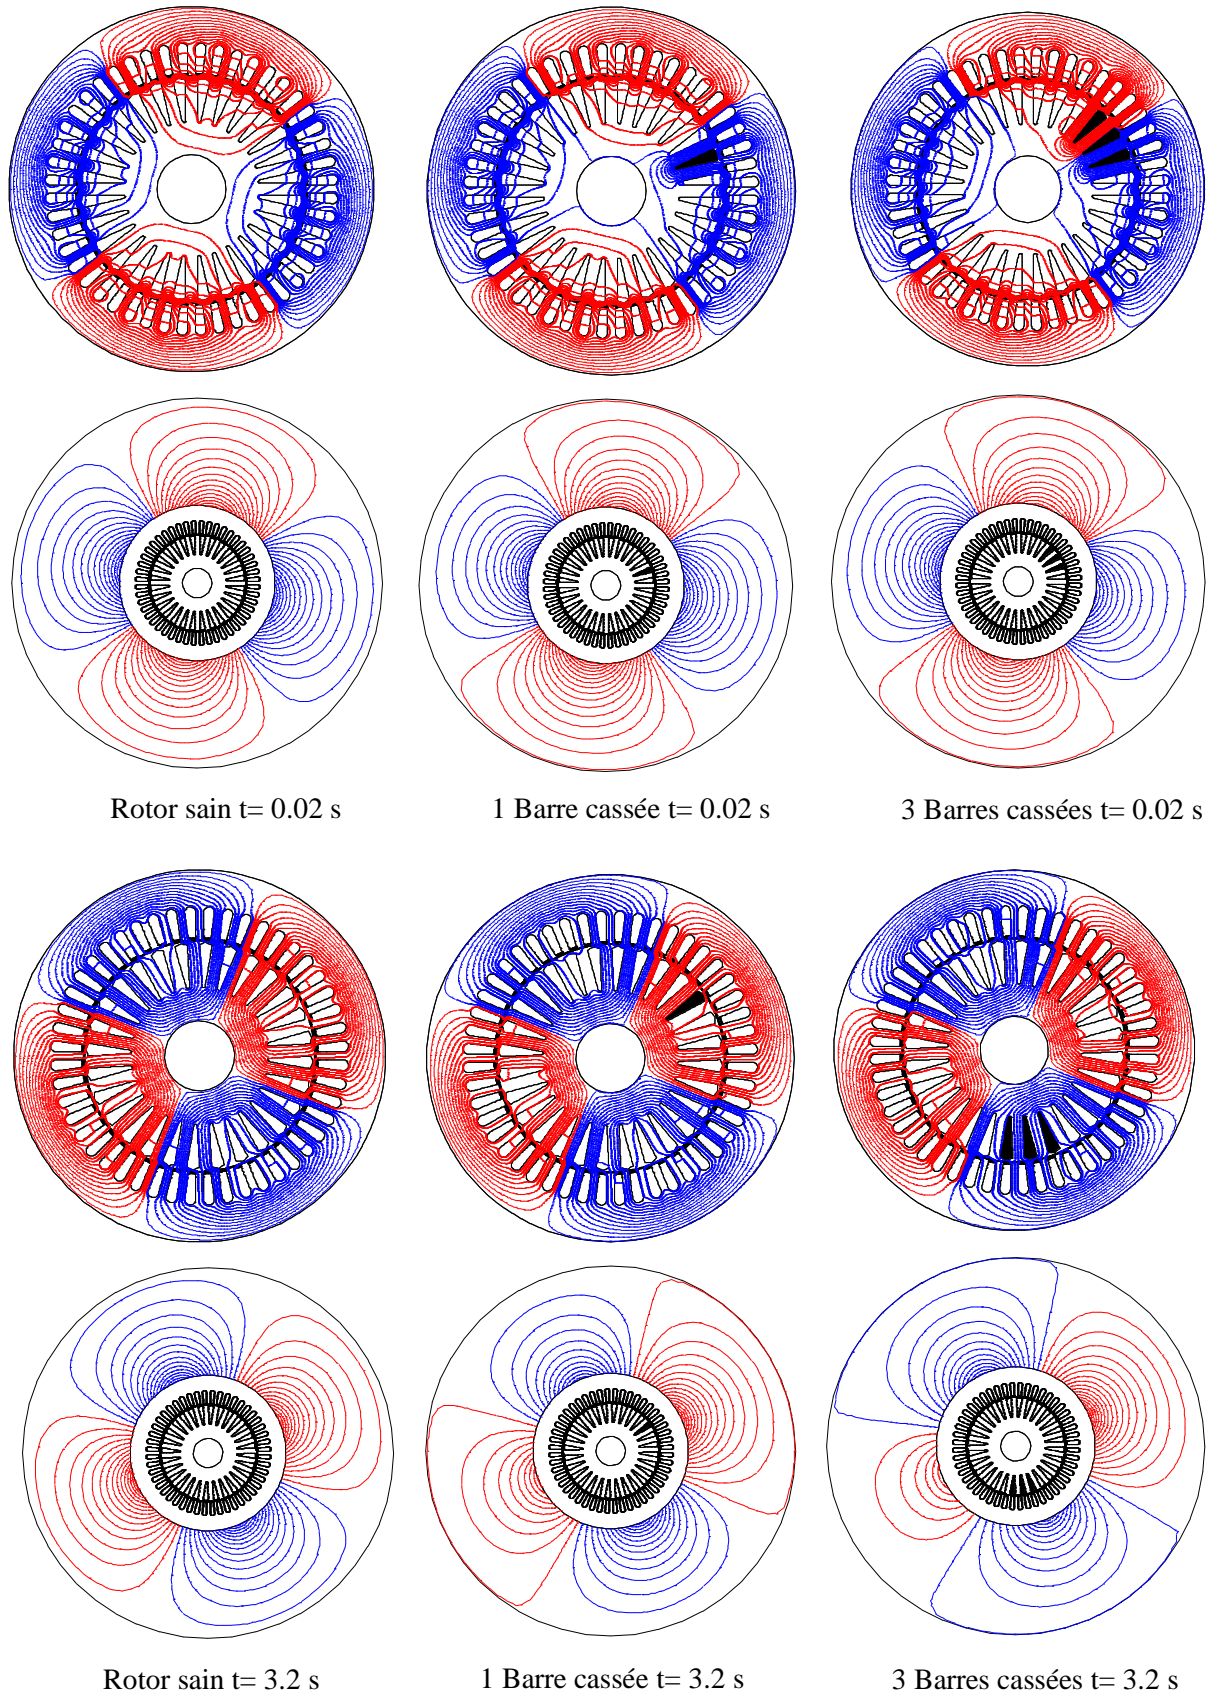 Rotor sain t= 0.02 s
1 Barre cassée t= 0.02 s
3 Barres cassées t= 0.02 s
Rotor sain t= 3.2 s
1 Barre cassée t= 3.2 s
3 Barres cassées t= 3.2 s